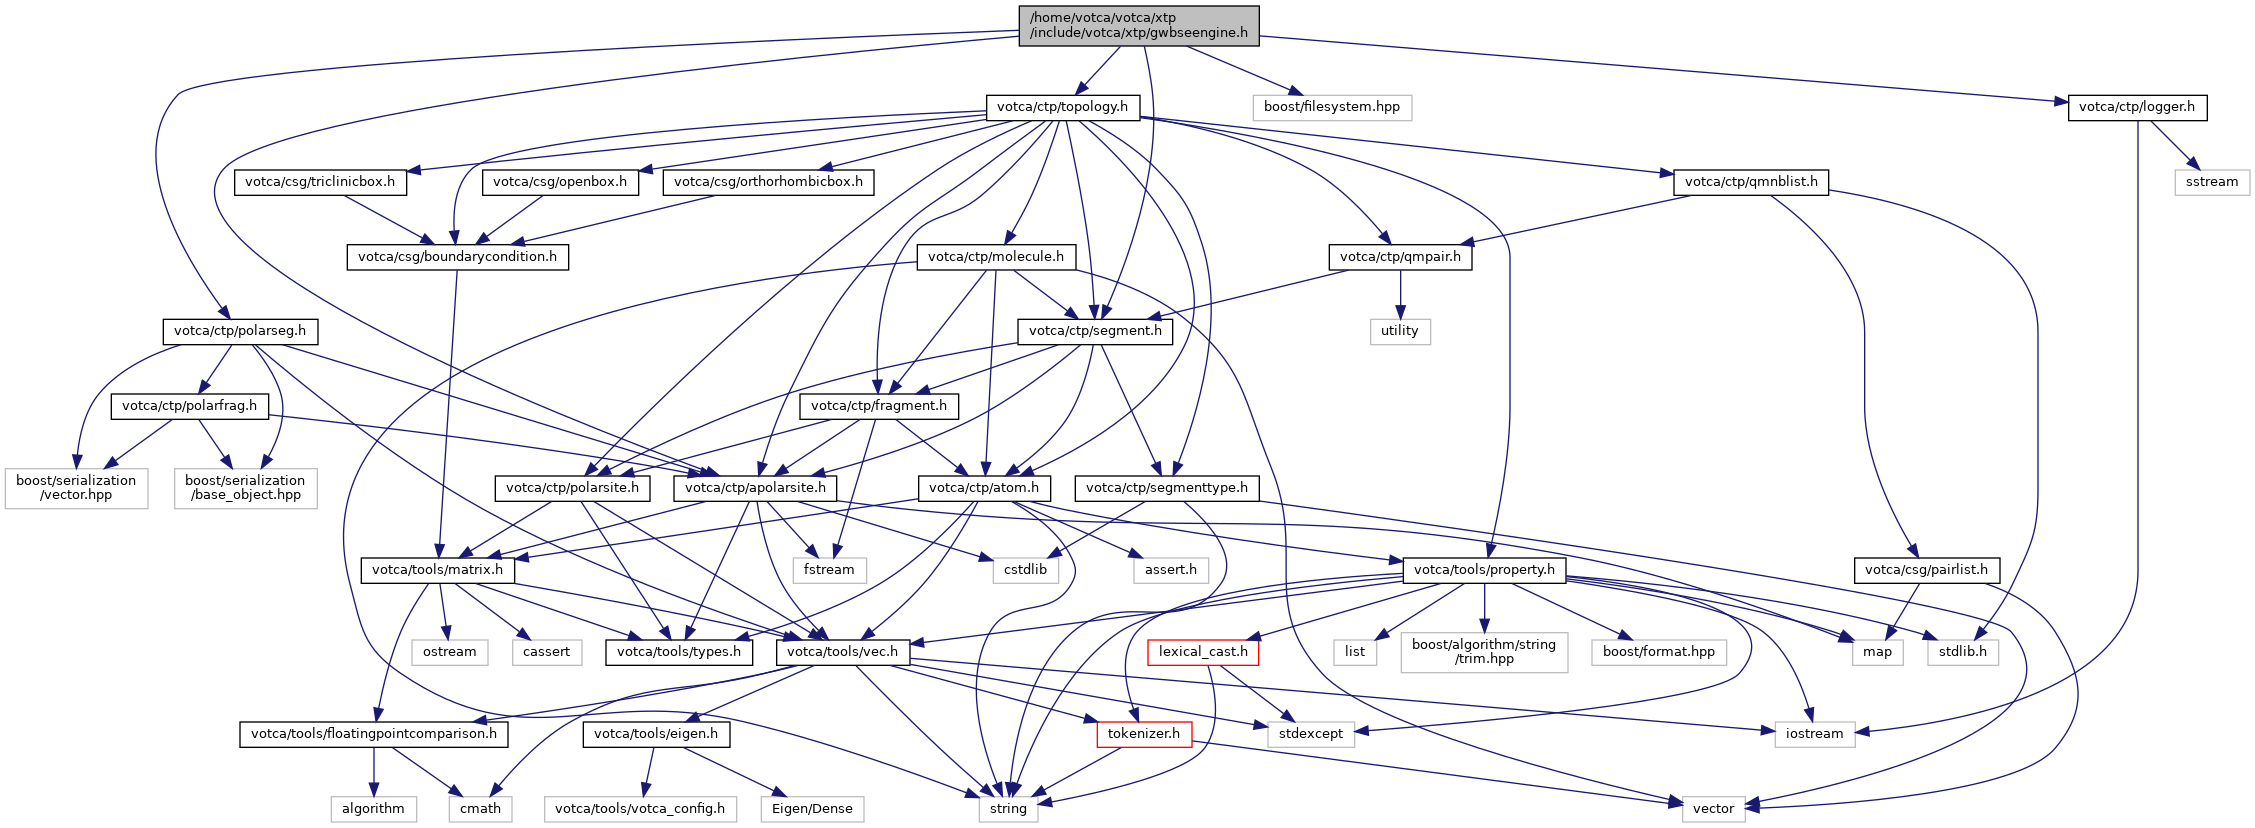 /home/votca/votca/xtp
/include/votca/xtp/gwbseengine.h
votca/ctp/topology.h
boost/filesystem.hpp
votca/ctp/logger.h
votca/csg/triclinicbox.h
votca/csg/openbox.h
votca/csg/orthorhombicbox.h
votca/ctp/qmnblist.h
sstream
votca/csg/boundarycondition.h
votca/ctp/molecule.h
votca/ctp/qmpair.h
votca/ctp/polarseg.h
votca/ctp/segment.h
utility
votca/ctp/polarfrag.h
votca/ctp/fragment.h
boost/serialization
/vector.hpp
boost/serialization
/base_object.hpp
votca/ctp/polarsite.h
votca/ctp/apolarsite.h
votca/ctp/atom.h
votca/ctp/segmenttype.h
votca/tools/matrix.h
fstream
cstdlib
assert.h
votca/tools/property.h
votca/csg/pairlist.h
ostream
cassert
votca/tools/types.h
votca/tools/vec.h
lexical_cast.h
list
boost/algorithm/string
/trim.hpp
boost/format.hpp
map
stdlib.h
votca/tools/floatingpointcomparison.h
votca/tools/eigen.h
tokenizer.h
stdexcept
iostream
algorithm
cmath
votca/tools/votca_config.h
Eigen/Dense
string
vector